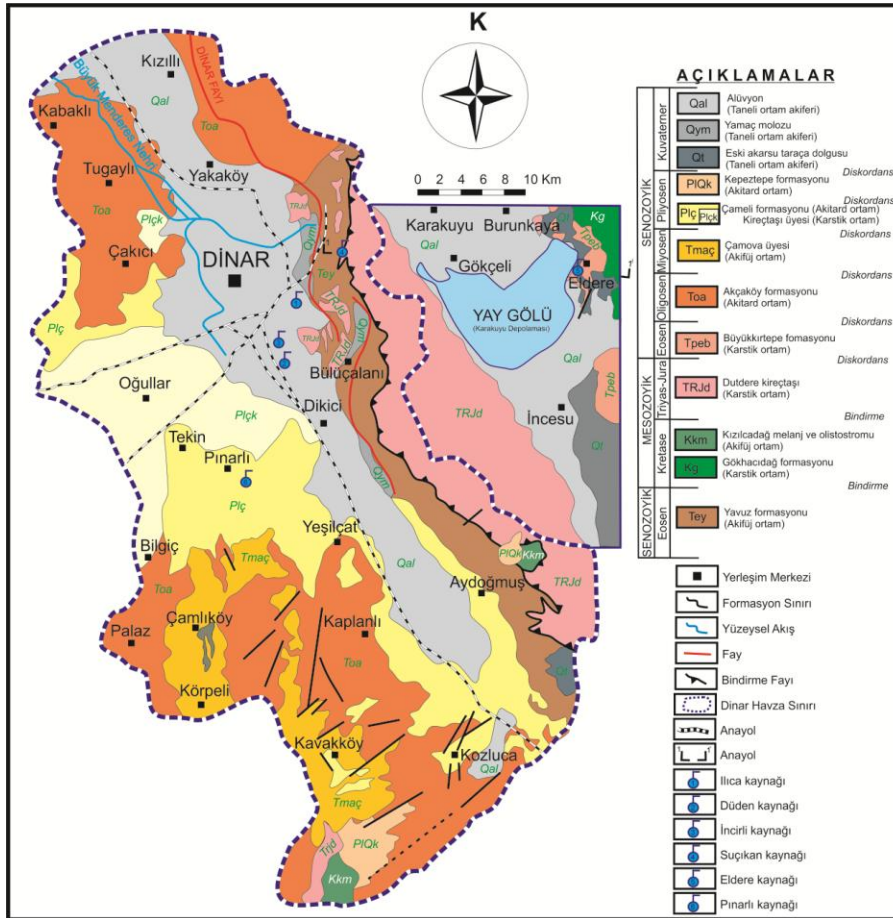 K
0 2 4 6 8 10 Km
Kızıllı
Qal
DİNAR FAYI
Büyük Menderes Nehri
Kabaklı
Toa
Yakaköy
Tugaylı
TRJd
Toa
Plçk
Qym
Çakıcı
DİNAR
Tey
TRJd
Plç
Qym
TRJd
Bülüçalanı
Oğullar
Plçk
Dikici
Tekin
Pınarlı
Plç
Qym
Yeşilçat
Bilgiç
Tmaç
Qal
Toa
Aydoğmuş
PlQk
Kkm
TRJd
Çamlıköy
Palaz
Kaplanlı
Toa
Qt
Körpeli
Kavakköy
Kozluca
Qal
Tmaç
Trjd
PlQk
Kkm
Karakuyu
Burunkaya
Qt
Kg
Qal
Tpeb
Gökçeli
Eldere
YAY GÖLÜ
(Karakuyu Depolaması)
Qal
Tpeb
TRJd
İncesu
Qt
AÇIKLAMALAR
SENOZOYİK
Kuvaterner
Qal
Alüvyon
(Taneli ortam akiferi)
Qym
Yamaç molozu
(Taneli ortam akiferi)
Qt
Eski akarsu taraça dolgusu
(Taneli ortam akiferi)
Diskordans
Pliyosen
PlQk
Kepeztepe formasyonu
(Akitard ortam)
Diskordans
Plç
Plçk
Çameli formasyonu (Akitard ortam)
Kireçtaşı üyesi (Karstik ortam)
Diskordans
Miyosen
Tmaç
Çamova üyesi
(Akifüj ortam)
Diskordans
Oligosen
Toa
Akçaköy formasyonu
(Akitard ortam)
Diskordans
Eosen
Tpeb
Büyükkırtepe fomasyonu
(Karstik ortam)
Diskordans
MESOZOYİK
Triyas-Jura
TRJd
Dutdere kireçtaşı
(Karstik ortam)
Bindirme
Kretase
Kkm
Kızılcadağ melanj ve olistostromu
(Akifüj ortam)
Kg
Gökhacıdağ formasyonu
(Karstik ortam)
Bindirme
SENOZOYİK
Eosen
Tey
Yavuz formasyonu
(Akifüj ortam)
Yerleşim Merkezi
Formasyon Sınırı
Yüzeysel Akış
Fay
Bindirme Fayı
Dinar Havza Sınırı
Anayol
Anayol
Ilıca kaynağı
Düden kaynağı
İncirli kaynağı
Suçıkan kaynağı
Eldere kaynağı
Pınarlı kaynağı